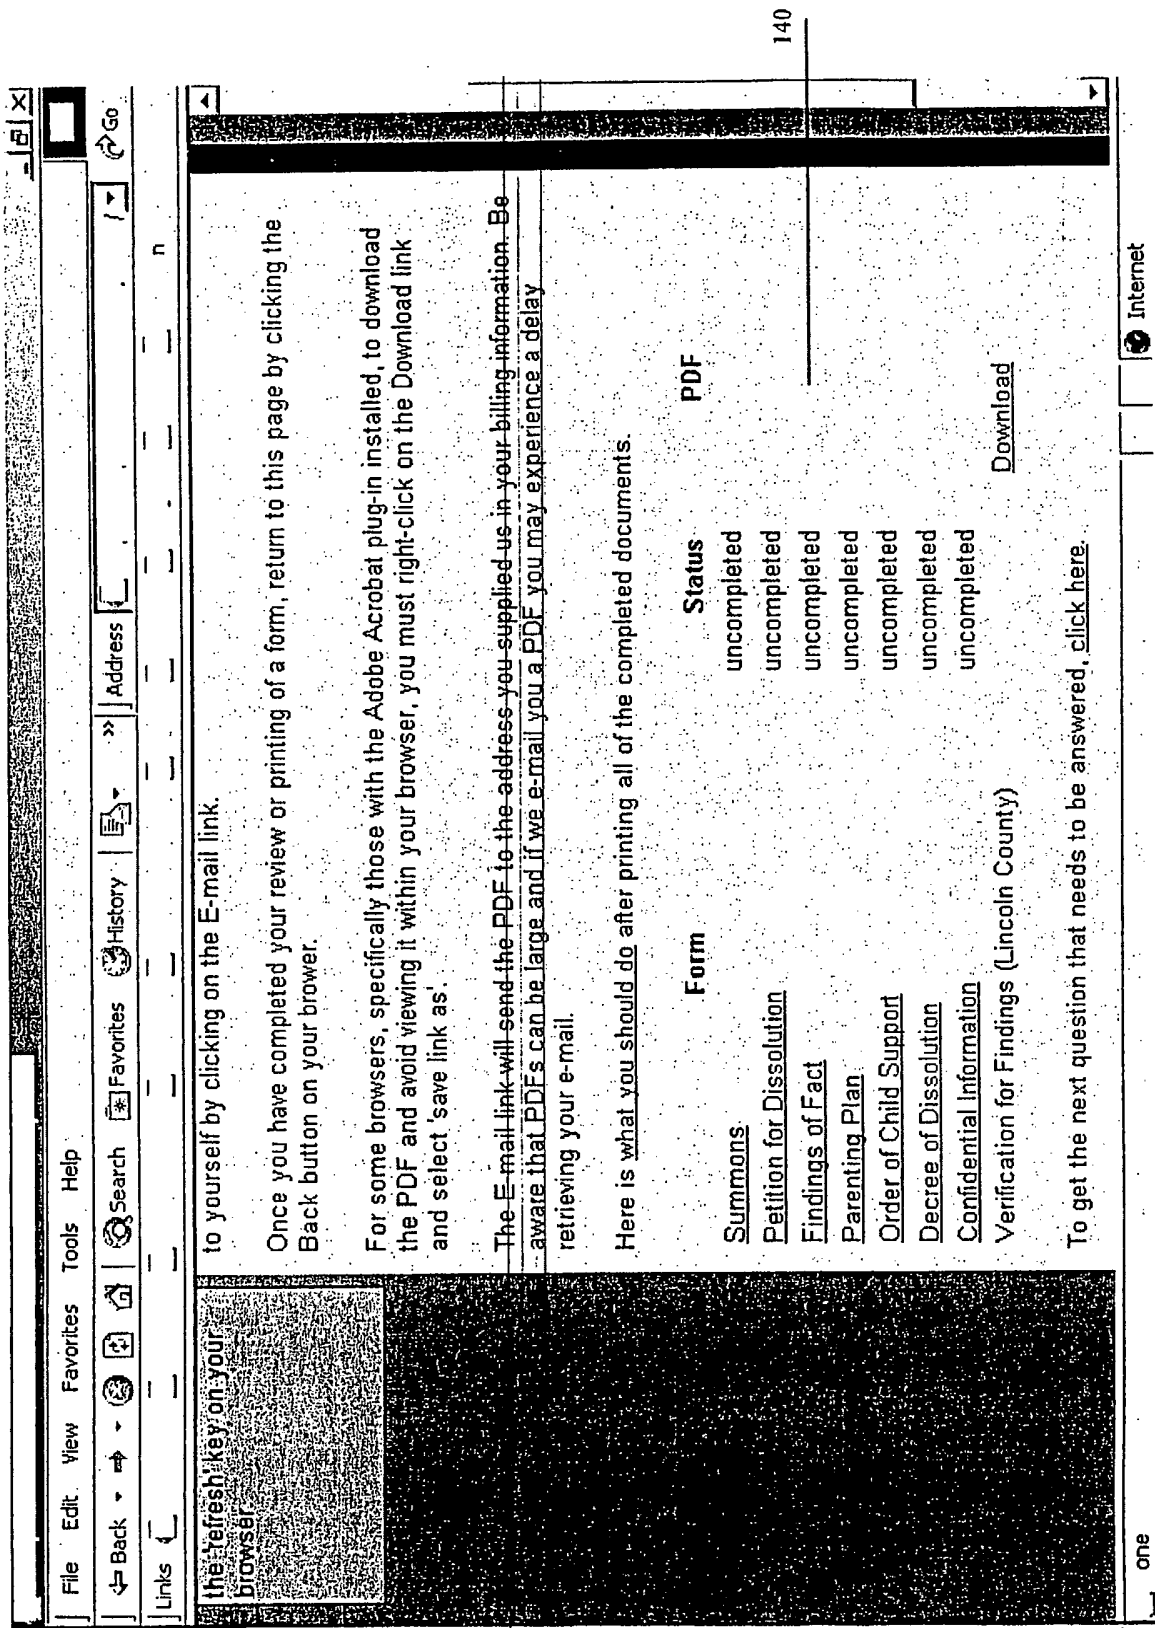 File Edit View Favorites Tools Help
Back Search Favorites History » Address Go
Links n
the 'refresh' key on your
browser.
to yourself by clicking on the E-mail link.
Once you have completed your review or printing of a form, return to this page by clicking the
Back button on your brower.
For some browsers, specifically those with the Adobe Acrobat plug-in installed, to download
the PDF and avoid viewing it within your browser, you must right-click on the Download link
and select 'save link as'.
The E-mail link will send the PDF to the address you supplied us in your billing information. Be
aware that PDFs can be large and if we e-mail you a PDF you may experience a delay
retrieving your e-mail.
Here is what you should do after printing all of the completed documents.
Form Status PDF
Summons uncompleted
Petition for Dissolution uncompleted
Findings of Fact uncompleted
Parenting Plan uncompleted
Order of Child Support uncompleted
Decree of Dissolution uncompleted
Confidential Information uncompleted
Verification for Findings (Lincoln County) Download
To get the next question that needs to be answered, click here.
one Internet
140